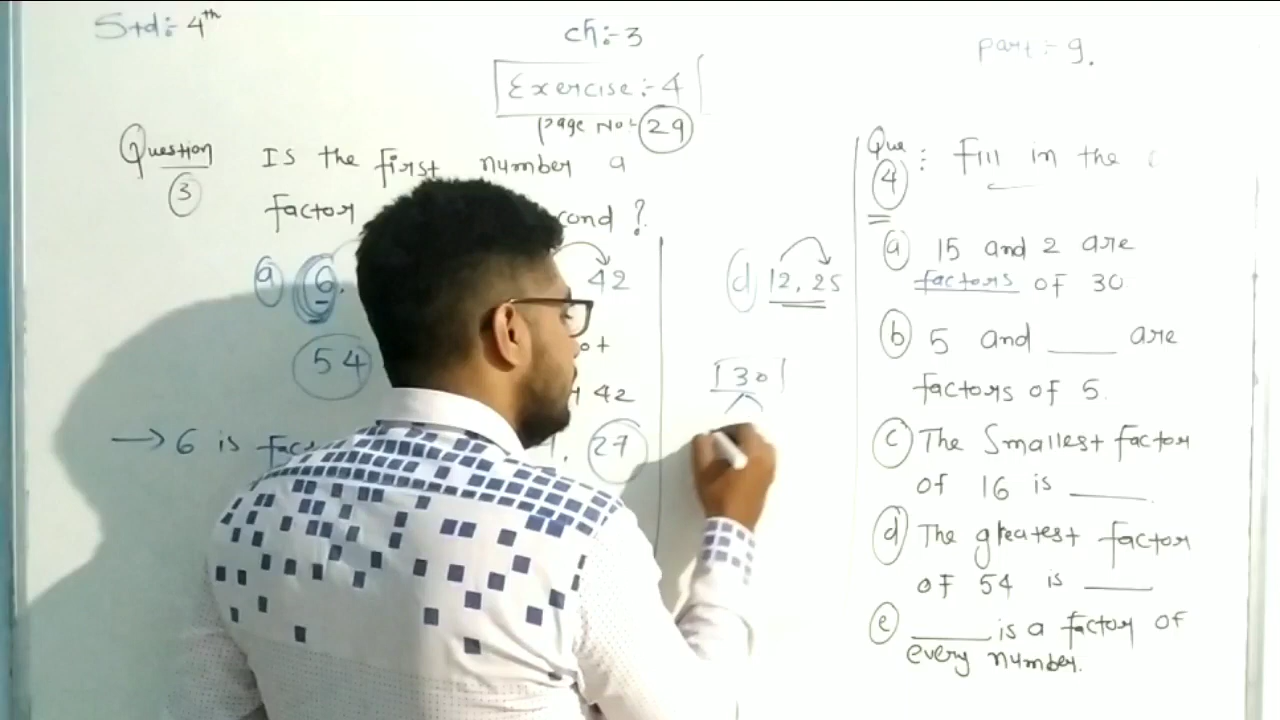 Std:- 4th
ch:- 3
part:- 9.
Exercise:- 4
page No:- 29
Question 3
Is the first number a
factor
cond ?
a 6.
42
54
42
→ 6 is
27
d 12, 25
30
Que 4 : Fill in the
a 15 and 2 are
factors of 30
b 5 and ____ are
factors of 5.
c The Smallest factor
of 16 is ____
d The greatest factor
of 54 is ____
e ____ is a factor of
every number.